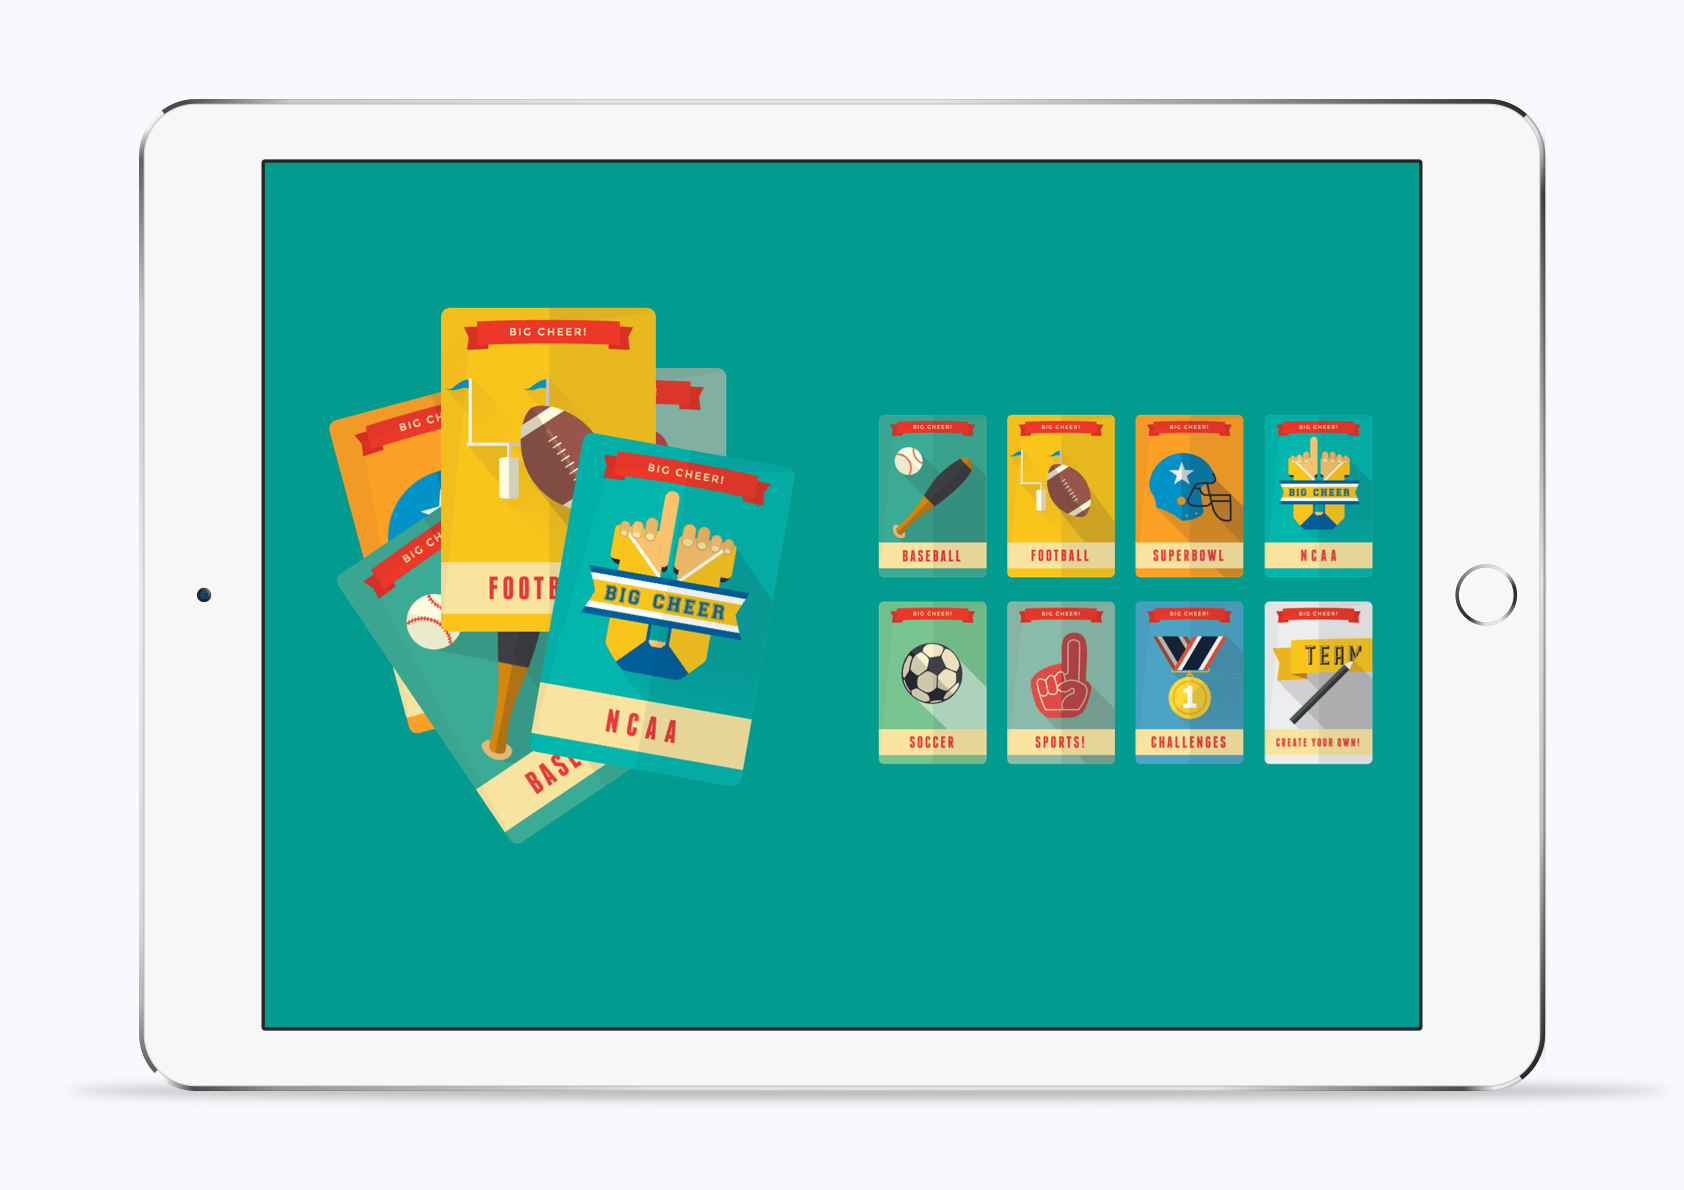 BIG CHEER!
BIG CH
FOOTB
BIG CH
BASE
BIG CHEER!
BIG CHEER
NCAA
BIG CHEER!
BASEBALL
BIG CHEER!
FOOTBALL
BIG CHEER!
SUPERBOWL
BIG CHEER!
BIG CHEER
NCAA
BIG CHEER!
SOCCER
BIG CHEER!
SPORTS!
BIG CHEER!
1
CHALLENGES
BIG CHEER!
TEAM
CREATE YOUR OWN!